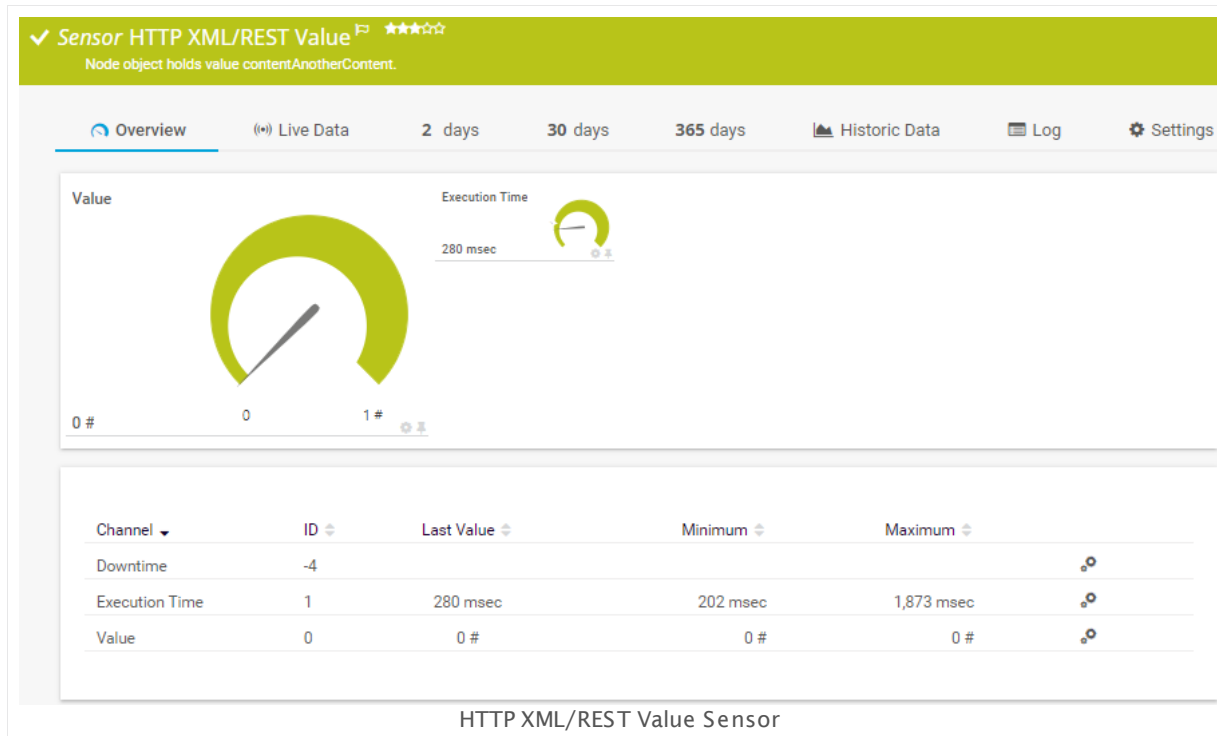 Sensor HTTP XML/REST Value
Node object holds value contentAnotherContent.
Overview Live Data 2 days 30 days 365 days Historic Data Log Settings
Value
Execution Time
280 msec
0 1 #
0 #
Channel ID Last Value Minimum Maximum
Downtime -4
Execution Time 1 280 msec 202 msec 1,873 msec
Value 0 0 # 0 # 0 #
HTTP XML/REST Value Sensor